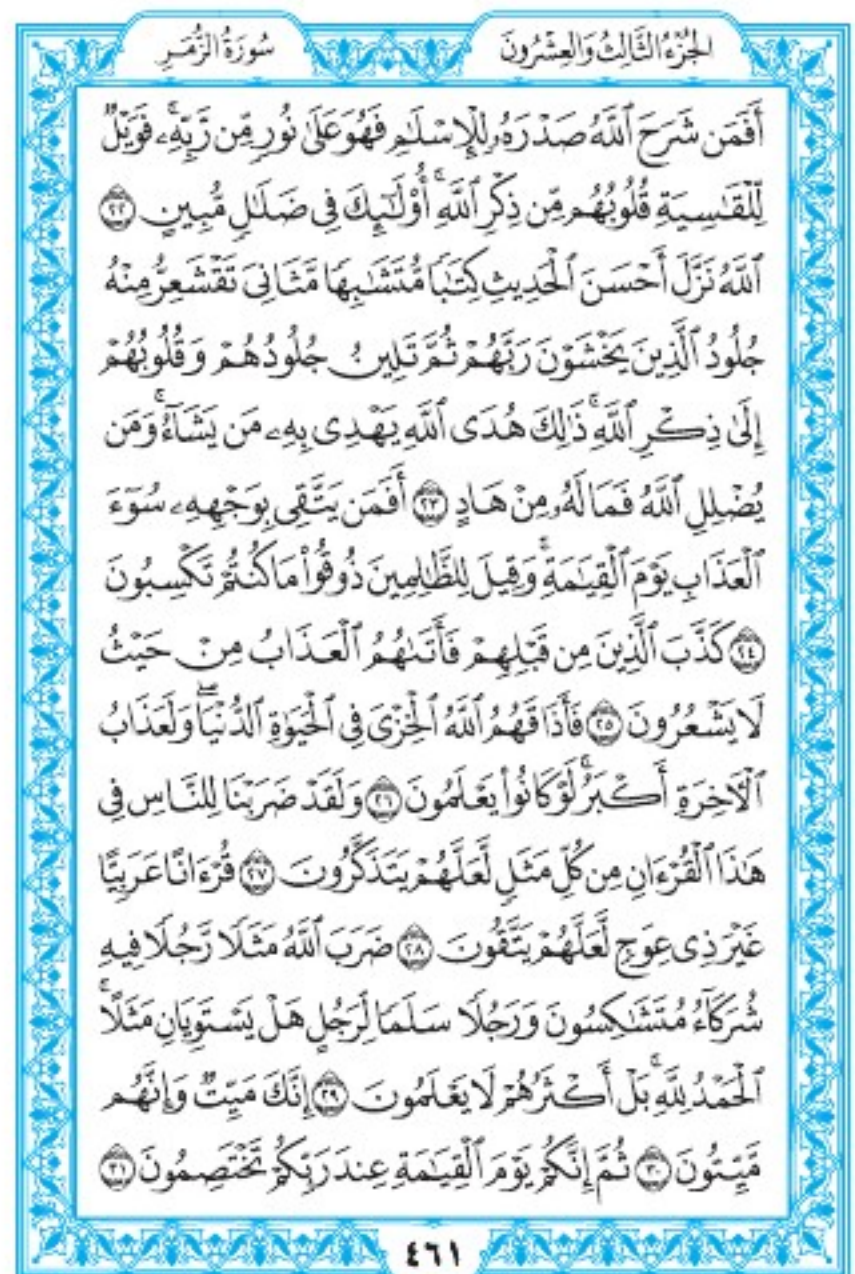 الجُزْءُ الثَّالِثُ وَالعِشْرُونَ سُورَةُ الزُّمَرِ
أَفَمَن شَرَحَ ٱللَّهُ صَدْرَهُۥ لِلْإِسْلَٰمِ فَهُوَ عَلَىٰ نُورٍ مِّن رَّبِّهِۦۚ فَوَيْلٌ
لِّلْقَٰسِيَةِ قُلُوبُهُم مِّن ذِكْرِ ٱللَّهِۚ أُو۟لَٰٓئِكَ فِى ضَلَٰلٍ مُّبِينٍ ٢٢
ٱللَّهُ نَزَّلَ أَحْسَنَ ٱلْحَدِيثِ كِتَٰبًا مُّتَشَٰبِهًا مَّثَانِىَ تَقْشَعِرُّ مِنْهُ
جُلُودُ ٱلَّذِينَ يَخْشَوْنَ رَبَّهُمْ ثُمَّ تَلِينُ جُلُودُهُمْ وَقُلُوبُهُمْ
إِلَىٰ ذِكْرِ ٱللَّهِۚ ذَٰلِكَ هُدَى ٱللَّهِ يَهْدِى بِهِۦ مَن يَشَآءُۚ وَمَن
يُضْلِلِ ٱللَّهُ فَمَا لَهُۥ مِنْ هَادٍ ٢٣ أَفَمَن يَتَّقِى بِوَجْهِهِۦ سُوٓءَ
ٱلْعَذَابِ يَوْمَ ٱلْقِيَٰمَةِۚ وَقِيلَ لِلظَّٰلِمِينَ ذُوقُوا۟ مَا كُنتُمْ تَكْسِبُونَ
٢٤ كَذَّبَ ٱلَّذِينَ مِن قَبْلِهِمْ فَأَتَىٰهُمُ ٱلْعَذَابُ مِنْ حَيْثُ
لَا يَشْعُرُونَ ٢٥ فَأَذَاقَهُمُ ٱللَّهُ ٱلْخِزْىَ فِى ٱلْحَيَوٰةِ ٱلدُّنْيَاۖ وَلَعَذَابُ
ٱلْءَاخِرَةِ أَكْبَرُۚ لَوْ كَانُوا۟ يَعْلَمُونَ ٢٦ وَلَقَدْ ضَرَبْنَا لِلنَّاسِ فِى
هَٰذَا ٱلْقُرْءَانِ مِن كُلِّ مَثَلٍ لَّعَلَّهُمْ يَتَذَكَّرُونَ ٢٧ قُرْءَانًا عَرَبِيًّا
غَيْرَ ذِى عِوَجٍ لَّعَلَّهُمْ يَتَّقُونَ ٢٨ ضَرَبَ ٱللَّهُ مَثَلًا رَّجُلًا فِيهِ
شُرَكَآءُ مُتَشَٰكِسُونَ وَرَجُلًا سَلَمًا لِّرَجُلٍ هَلْ يَسْتَوِيَانِ مَثَلًاۚ
ٱلْحَمْدُ لِلَّهِۚ بَلْ أَكْثَرُهُمْ لَا يَعْلَمُونَ ٢٩ إِنَّكَ مَيِّتٌ وَإِنَّهُم
مَّيِّتُونَ ٣٠ ثُمَّ إِنَّكُمْ يَوْمَ ٱلْقِيَٰمَةِ عِندَ رَبِّكُمْ تَخْتَصِمُونَ ٣١
٤٦١